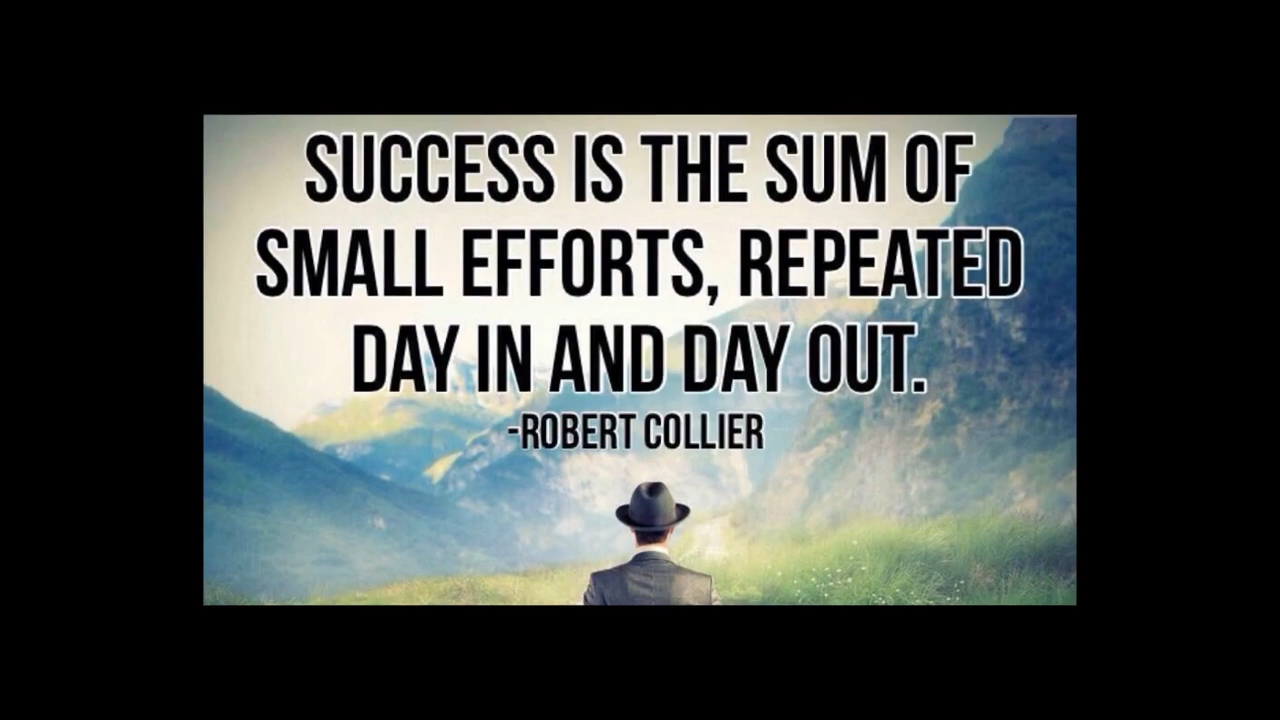 SUCCESS IS THE SUM OF
SMALL EFFORTS, REPEATED
DAY IN AND DAY OUT.
-ROBERT COLLIER